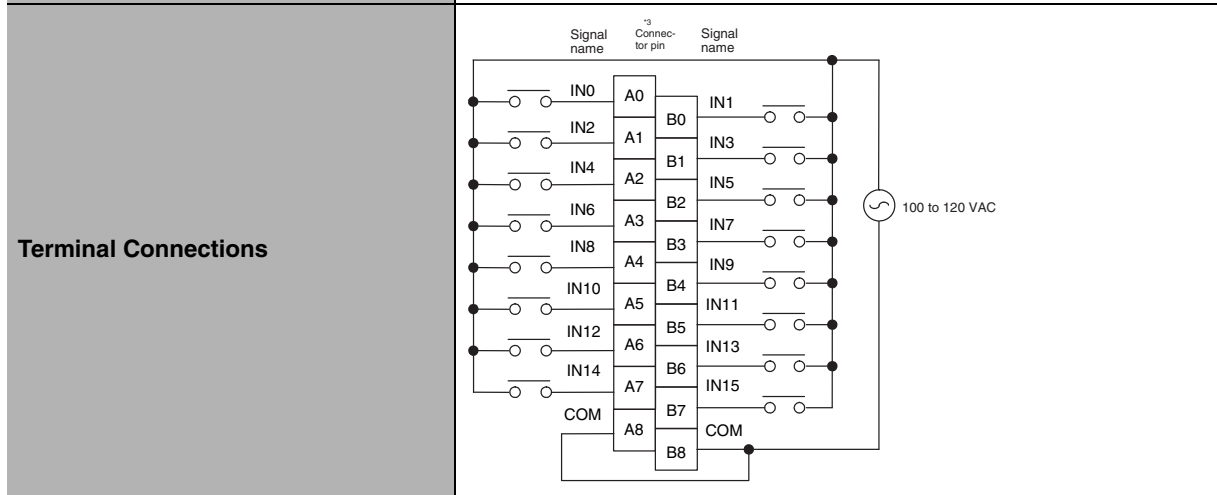 *3
Signal name
Connec-
tor pin
Signal name
IN0 A0
B0 IN1
IN2 A1
B1 IN3
IN4 A2
B2 IN5
IN6 A3
B3 IN7
IN8 A4
B4 IN9
IN10 A5
B5 IN11
IN12 A6
B6 IN13
IN14 A7
B7 IN15
COM A8
B8 COM
100 to 120 VAC
Terminal Connections